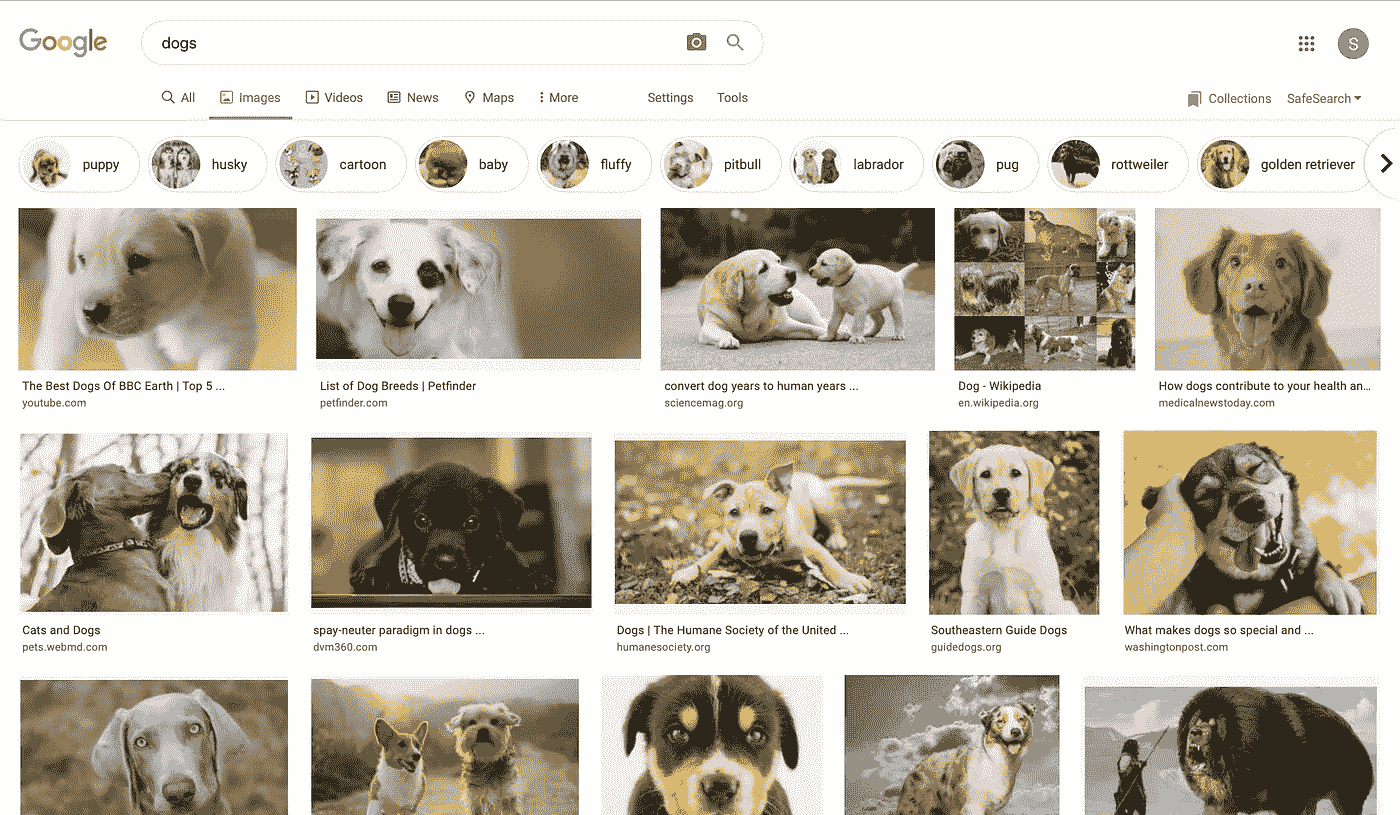 Google
dogs
S
All Images Videos News Maps More Settings Tools
Collections SafeSearch
puppy husky cartoon baby fluffy pitbull labrador pug rottweiler golden retriever
The Best Dogs Of BBC Earth | Top 5 ... List of Dog Breeds | Petfinder convert dog years to human years ... Dog - Wikipedia How dogs contribute to your health an...
youtube.com petfinder.com sciencemag.org en.wikipedia.org medicalnewstoday.com
Cats and Dogs spay-neuter paradigm in dogs ... Dogs | The Humane Society of the United ... Southeastern Guide Dogs What makes dogs so special and ...
pets.webmd.com dvm360.com humanesociety.org guidedogs.org washingtonpost.com